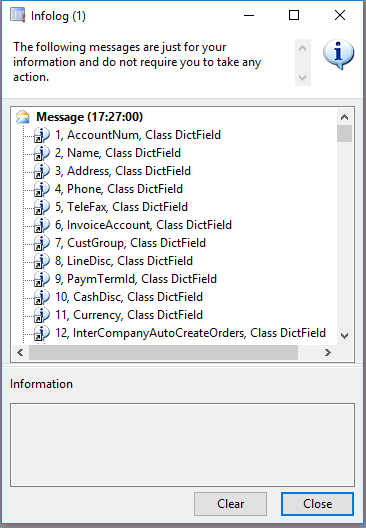 Infolog (1)
The following messages are just for your
information and do not require you to take any
action.
Message (17:27:00)
1, AccountNum, Class DictField
2, Name, Class DictField
3, Address, Class DictField
4, Phone, Class DictField
5, TeleFax, Class DictField
6, InvoiceAccount, Class DictField
7, CustGroup, Class DictField
8, LineDisc, Class DictField
9, PaymTermId, Class DictField
10, CashDisc, Class DictField
11, Currency, Class DictField
12, InterCompanyAutoCreateOrders, Class DictField
Information
Clear
Close